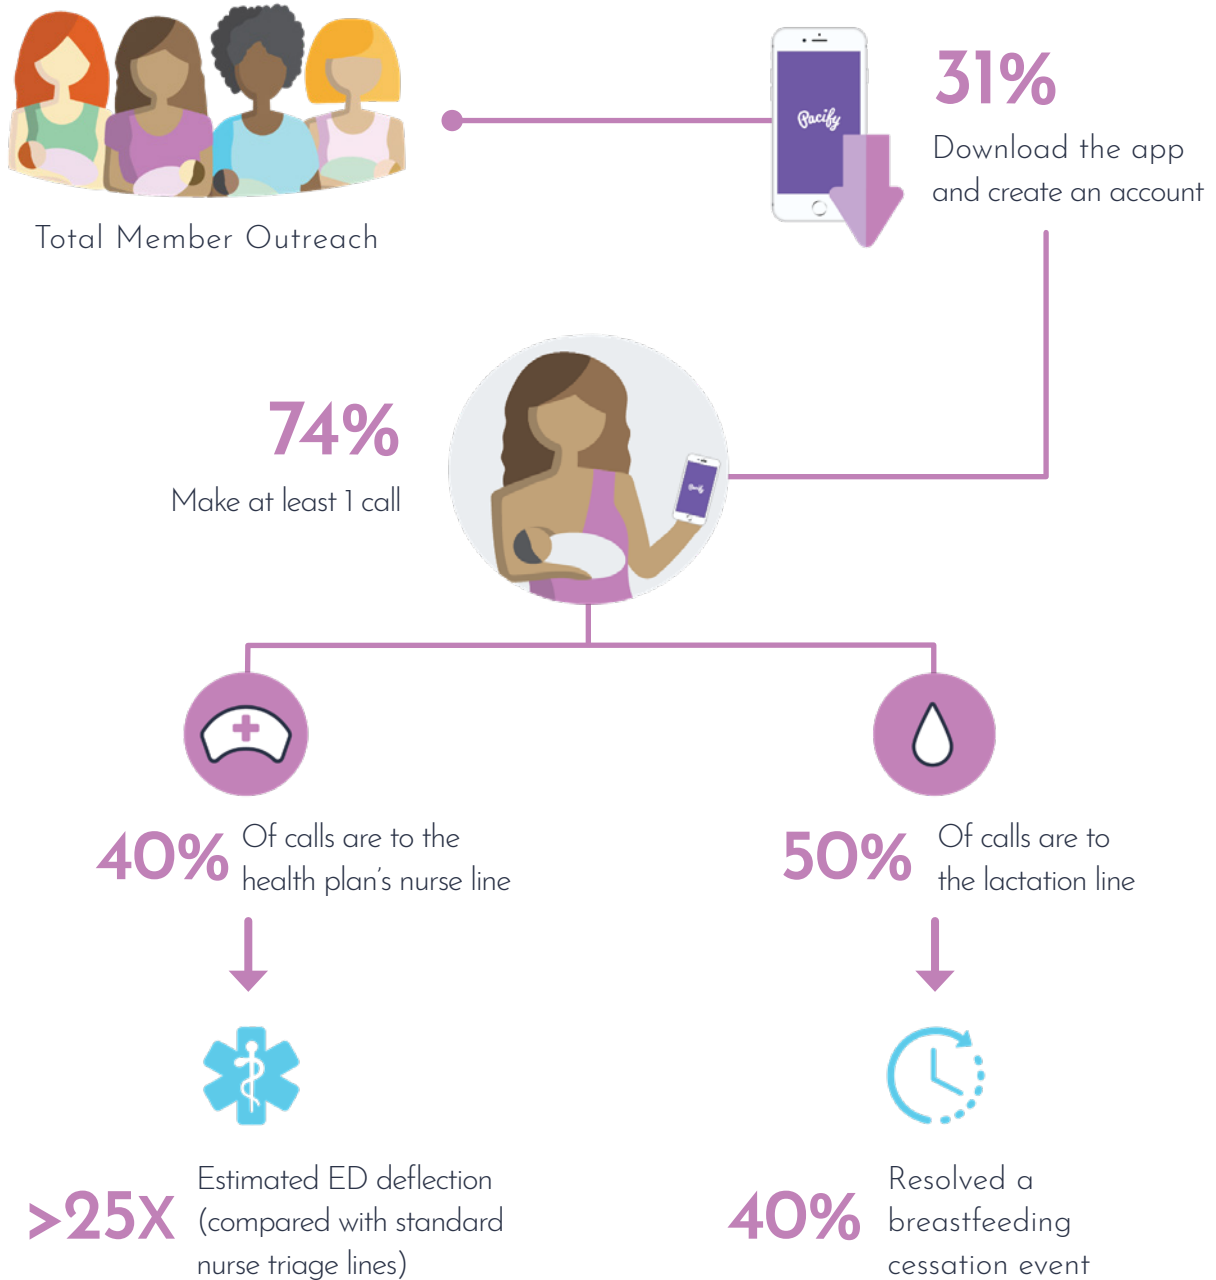 Pacify
31%
Download the app
and create an account
Total Member Outreach
74%
Make at least 1 call
Pacify
40%
Of calls are to the
health plan's nurse line
50%
Of calls are to
the lactation line
>25X
Estimated ED deflection
(compared with standard
nurse triage lines)
40%
Resolved a
breastfeeding
cessation event